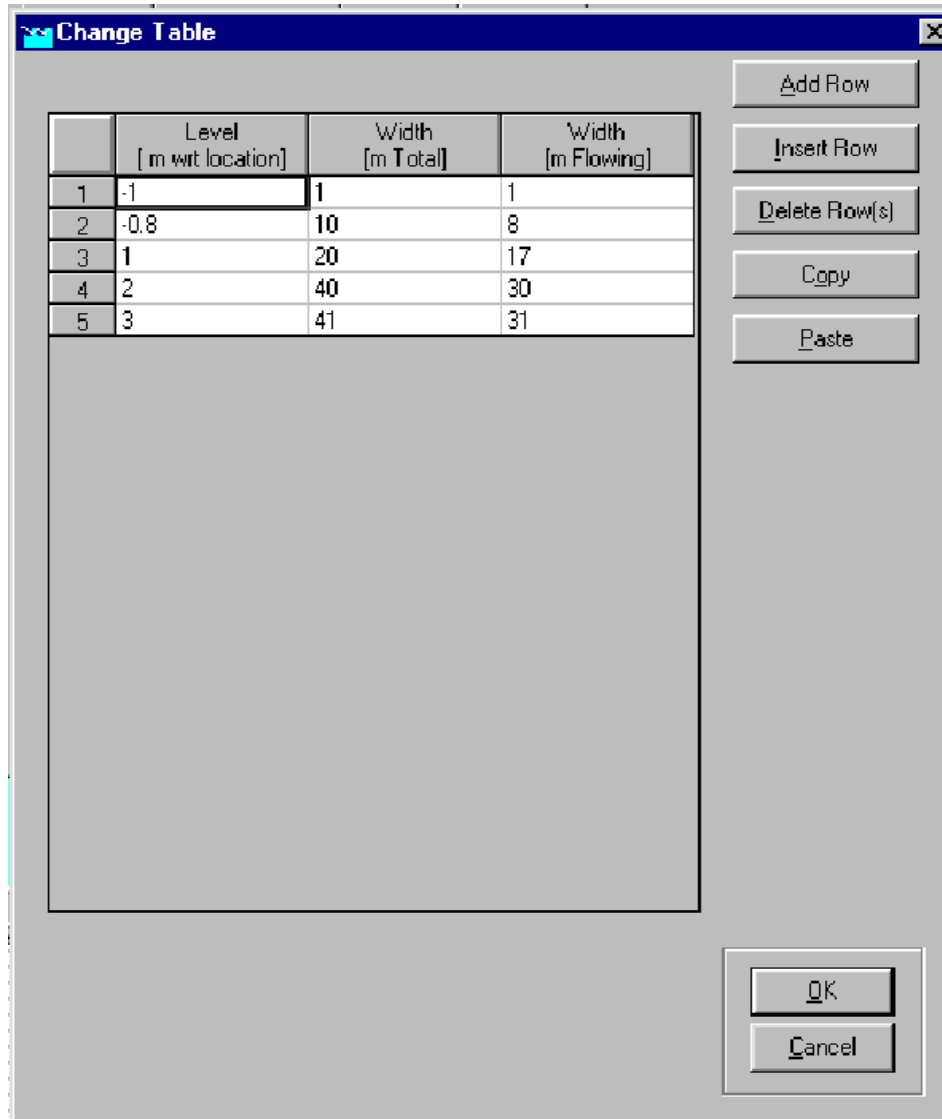 Change Table
Add Row
Insert Row
Delete Row(s)
Copy
Paste
Level Width Width
[ m wrt location] [m Total] [m Flowing]
1 -1 1 1
2 -0.8 10 8
3 1 20 17
4 2 40 30
5 3 41 31
OK
Cancel